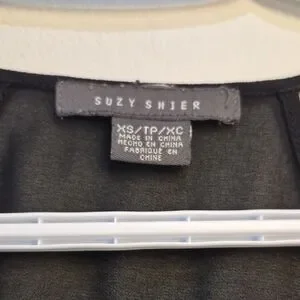 SUZY SHIER
XS/TP/XC
MADE IN CHINA
HECHO EN CHINA
FABRIQUÉ EN
CHINE